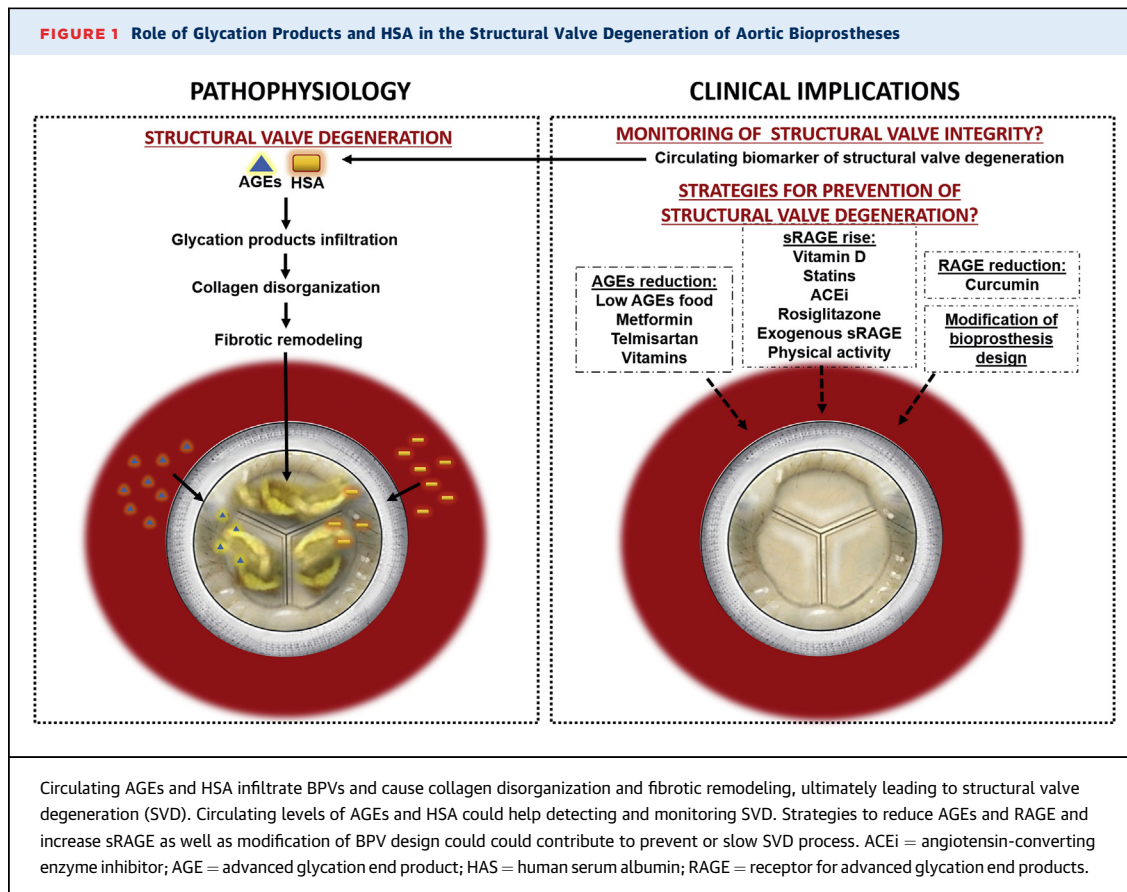 FIGURE 1 Role of Glycation Products and HSA in the Structural Valve Degeneration of Aortic Bioprostheses
PATHOPHYSIOLOGY
STRUCTURAL VALVE DEGENERATION
AGEs HSA
Glycation products infiltration
Collagen disorganization
Fibrotic remodeling
CLINICAL IMPLICATIONS
MONITORING OF STRUCTURAL VALVE INTEGRITY?
Circulating biomarker of structural valve degeneration
STRATEGIES FOR PREVENTION OF
STRUCTURAL VALVE DEGENERATION?
AGEs reduction:
Low AGEs food
Metformin
Telmisartan
Vitamins
sRAGE rise:
Vitamin D
Statins
ACEi
Rosiglitazone
Exogenous sRAGE
Physical activity
RAGE reduction:
Curcumin
Modification of
bioprosthesis
design
Circulating AGEs and HSA infiltrate BPVs and cause collagen disorganization and fibrotic remodeling, ultimately leading to structural valve
degeneration (SVD). Circulating levels of AGEs and HSA could help detecting and monitoring SVD. Strategies to reduce AGEs and RAGE and
increase sRAGE as well as modification of BPV design could could contribute to prevent or slow SVD process. ACEi = angiotensin-converting
enzyme inhibitor; AGE = advanced glycation end product; HAS = human serum albumin; RAGE = receptor for advanced glycation end products.